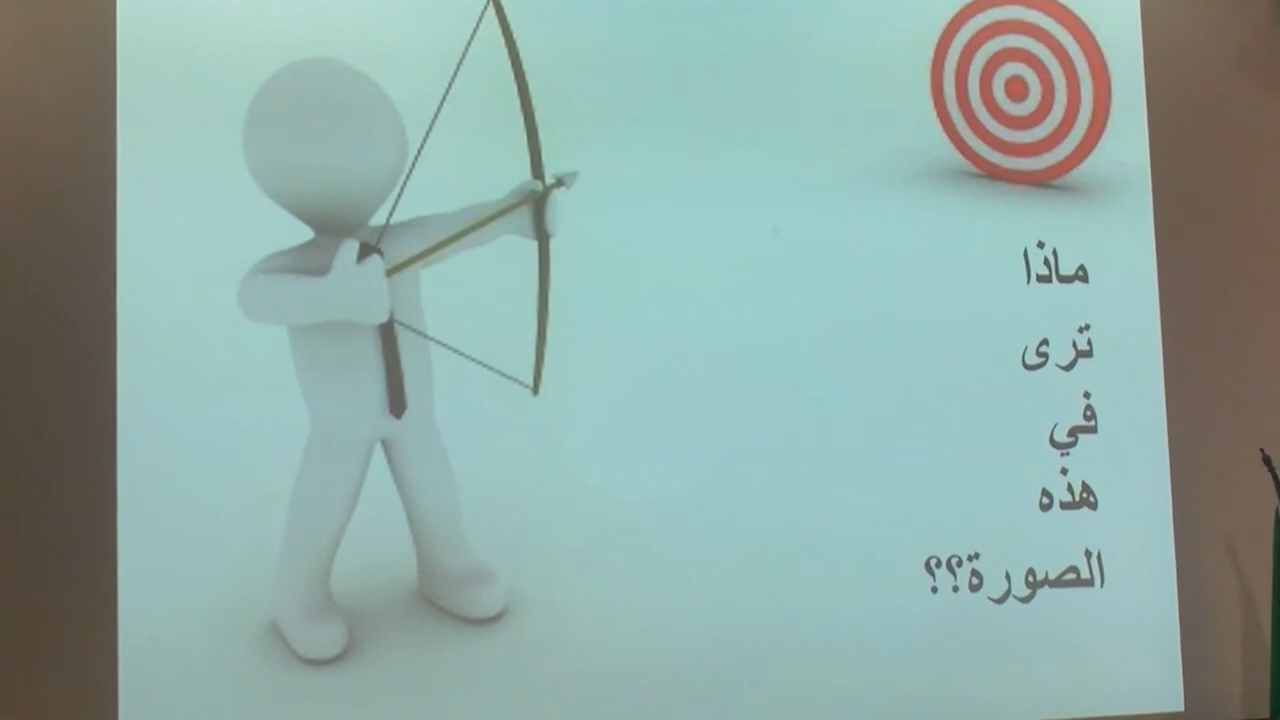 ماذا
ترى
في
هذه
الصورة؟؟